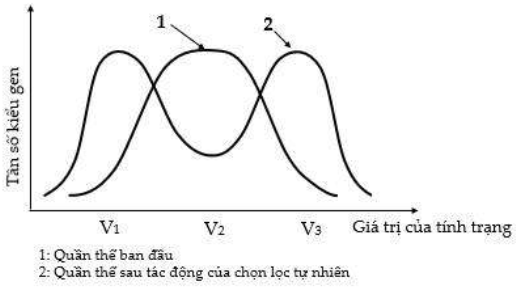 1
2
Tần số kiểu gen
V1
V2
V3
Giá trị của tính trạng
1: Quần thể ban đầu
2: Quần thể sau tác động của chọn lọc tự nhiên